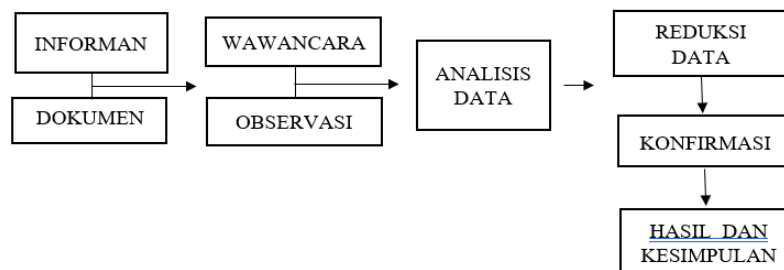 INFORMAN
DOKUMEN
WAWANCARA
OBSERVASI
ANALISIS
DATA
REDUKSI
DATA
KONFIRMASI
HASIL DAN
KESIMPULAN